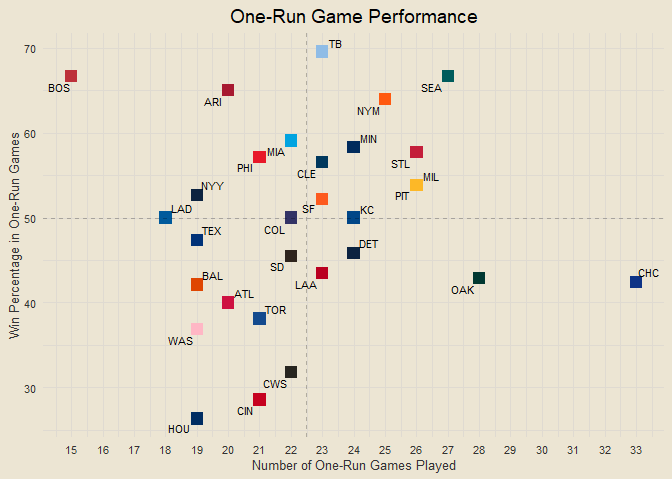 One-Run Game Performance
70
TB
BOS
SEA
ARI
NYM
60
MIA
MIN
PHI
CLE
STL
MIL
NYY
PIT
LAD
SF
KC
50
TEX
COL
DET
SD
BAL
LAA
OAK
CHC
ATL
40
TOR
WAS
CWS
30
CIN
HOU
Win Percentage in One-Run Games
15 16 17 18 19 20 21 22 23 24 25 26 27 28 29 30 31 32 33
Number of One-Run Games Played